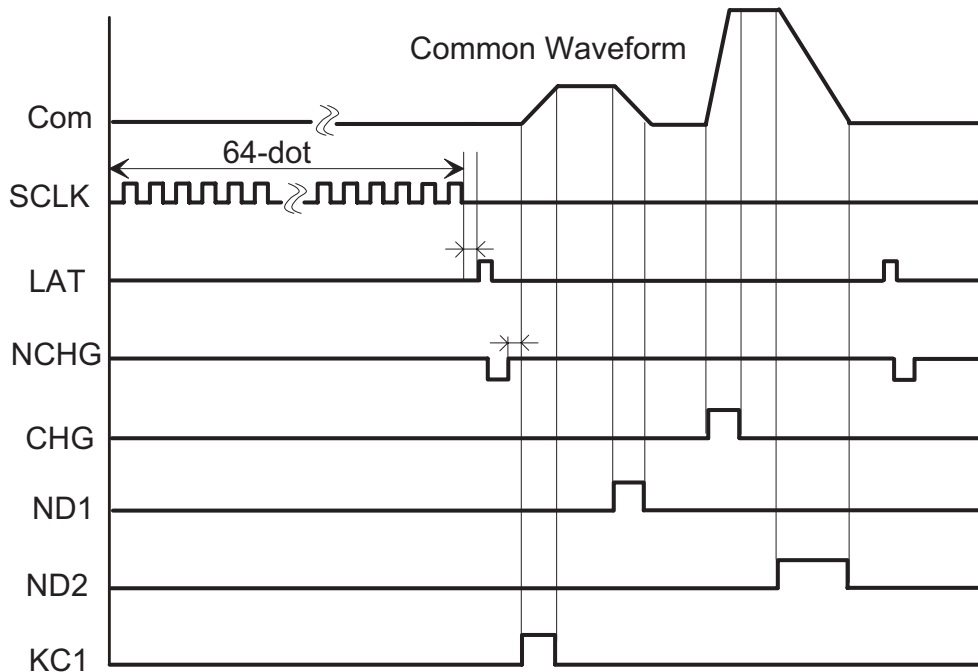 Common Waveform
Com
64-dot
SCLK
LAT
NCHG
CHG
ND1
ND2
KC1